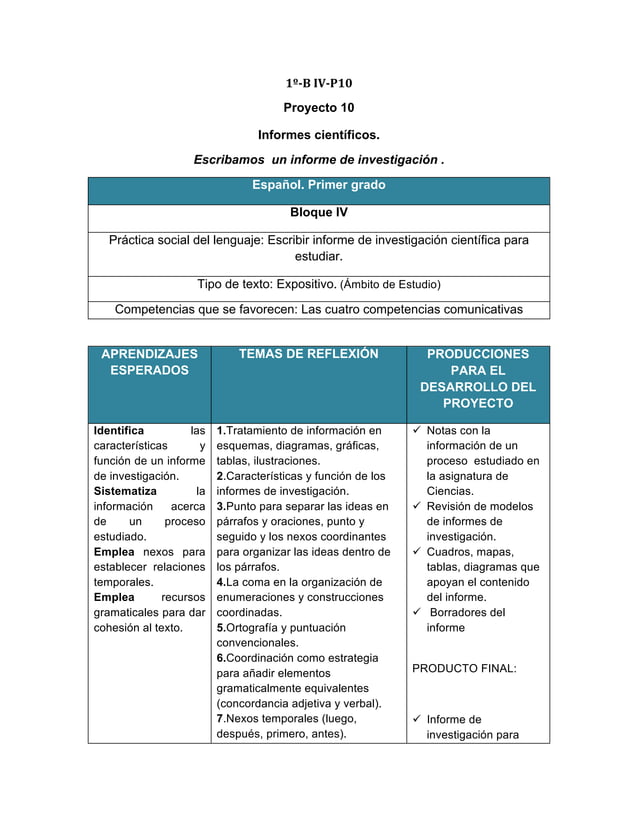 1º-B IV-P10
Proyecto 10
Informes científicos.
Escribamos un informe de investigación .
Español. Primer grado
Bloque IV
Práctica social del lenguaje: Escribir informe de investigación científica para
estudiar.
Tipo de texto: Expositivo. (Ámbito de Estudio)
Competencias que se favorecen: Las cuatro competencias comunicativas
APRENDIZAJES
ESPERADOS
TEMAS DE REFLEXIÓN
PRODUCCIONES
PARA EL
DESARROLLO DEL
PROYECTO
Identifica las
características y
función de un informe
de investigación.
Sistematiza la
información acerca
de un proceso
estudiado.
Emplea nexos para
establecer relaciones
temporales.
Emplea recursos
gramaticales para dar
cohesión al texto.
1.Tratamiento de información en
esquemas, diagramas, gráficas,
tablas, ilustraciones.
2.Características y función de los
informes de investigación.
3.Punto para separar las ideas en
párrafos y oraciones, punto y
seguido y los nexos coordinantes
para organizar las ideas dentro de
los párrafos.
4.La coma en la organización de
enumeraciones y construcciones
coordinadas.
5.Ortografía y puntuación
convencionales.
6.Coordinación como estrategia
para añadir elementos
gramaticalmente equivalentes
(concordancia adjetiva y verbal).
7.Nexos temporales (luego,
después, primero, antes).
✓ Notas con la
información de un
proceso estudiado en
la asignatura de
Ciencias.
✓ Revisión de modelos
de informes de
investigación.
✓ Cuadros, mapas,
tablas, diagramas que
apoyan el contenido
del informe.
✓ Borradores del
informe
PRODUCTO FINAL:
✓ Informe de
investigación para